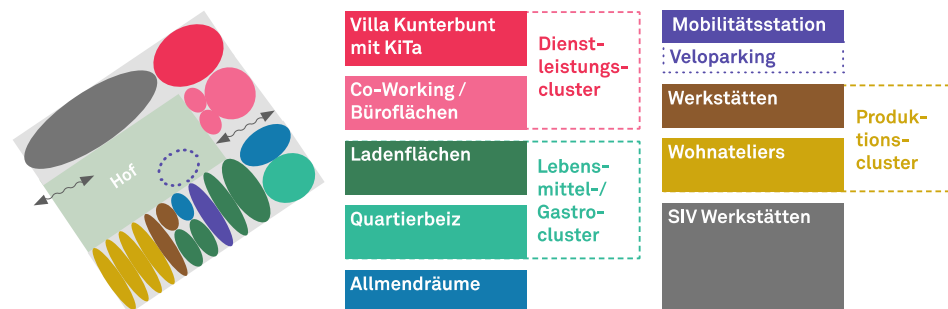 Hof
Villa Kunterbunt
mit KiTa
Co-Working /
Büroflächen
Dienst-
leistungs-
cluster
Ladenflächen
Quartierbeiz
Lebens-
mittel-/
Gastro-
cluster
Allmendräume
Mobilitätsstation
Veloparking
Werkstätten
Wohnateliers
Produk-
tions-
cluster
SIV Werkstätten